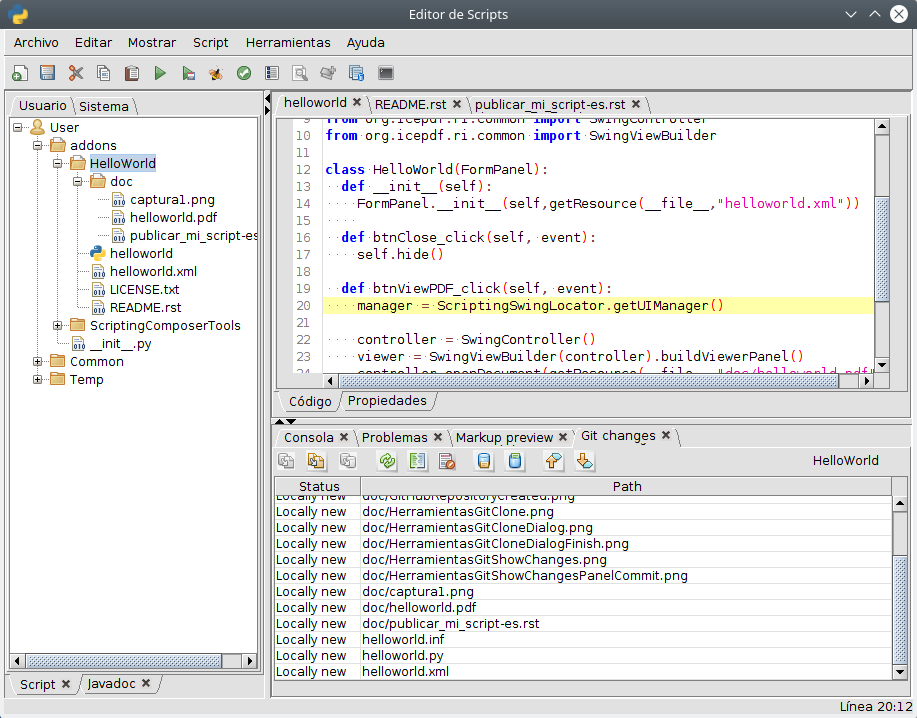 Editor de Scripts
Archivo Editar Mostrar Script Herramientas Ayuda
Usuario Sistema
User
addons
HelloWorld
doc
captura1.png
helloworld.pdf
publicar_mi_script-es
helloworld
helloworld.xml
LICENSE.txt
README.rst
ScriptingComposerTools
__init__.py
Common
Temp
Script Javadoc
helloworld README.rst publicar_mi_script-es.rst
9 from org.icepdf.ri.common import SwingController
10 from org.icepdf.ri.common import SwingViewBuilder
11
12 class HelloWorld(FormPanel):
13 def __init__(self):
14 FormPanel.__init__(self,getResource(__file__,"helloworld.xml"))
15
16 def btnClose_click(self, event):
17 self.hide()
18
19 def btnViewPDF_click(self, event):
20 manager = ScriptingSwingLocator.getUIManager()
21
22 controller = SwingController()
23 viewer = SwingViewBuilder(controller).buildViewerPanel()
24 controller.openDocument(getResource(__file__,"doc/helloworld.pdf"
Código Propiedades
Consola Problemas Markup preview Git changes
HelloWorld
Status Path
Locally new doc/GitHubRepositoryCreated.png
Locally new doc/HerramientasGitClone.png
Locally new doc/HerramientasGitCloneDialog.png
Locally new doc/HerramientasGitCloneDialogFinish.png
Locally new doc/HerramientasGitShowChanges.png
Locally new doc/HerramientasGitShowChangesPanelCommit.png
Locally new doc/captura1.png
Locally new doc/helloworld.pdf
Locally new doc/publicar_mi_script-es.rst
Locally new helloworld.inf
Locally new helloworld.py
Locally new helloworld.xml
Línea 20:12